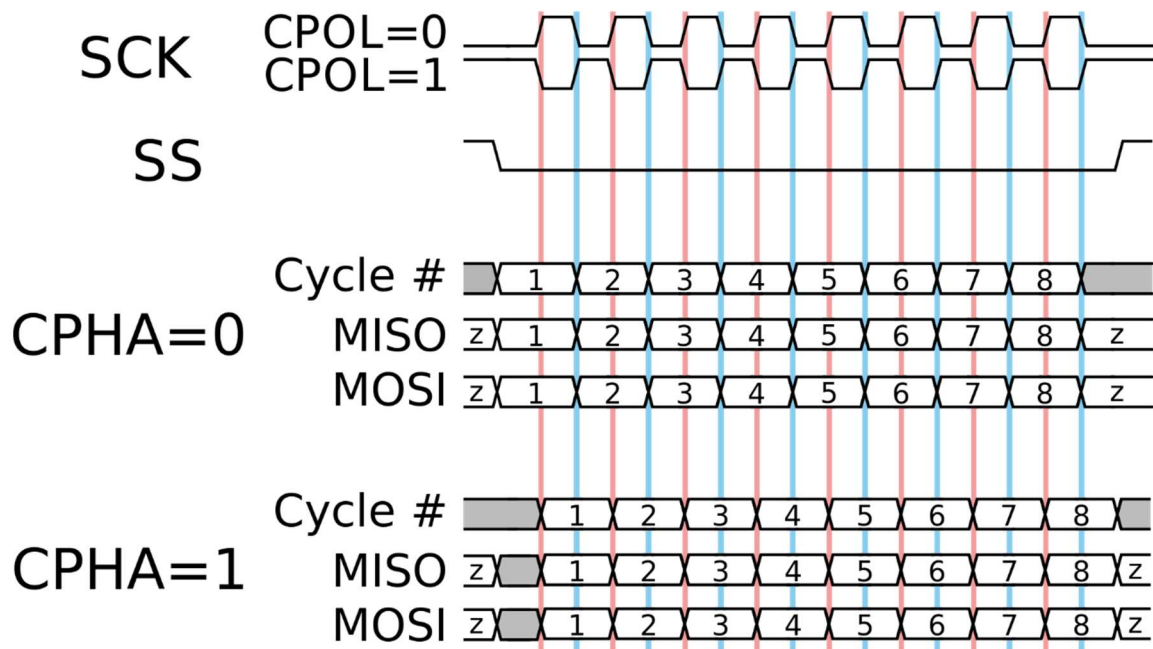 SCK CPOL=0
CPOL=1
SS
Cycle # 1 2 3 4 5 6 7 8
CPHA=0 MISO z 1 2 3 4 5 6 7 8 z
MOSI z 1 2 3 4 5 6 7 8 z
Cycle # 1 2 3 4 5 6 7 8
CPHA=1 MISO z 1 2 3 4 5 6 7 8 z
MOSI z 1 2 3 4 5 6 7 8 z